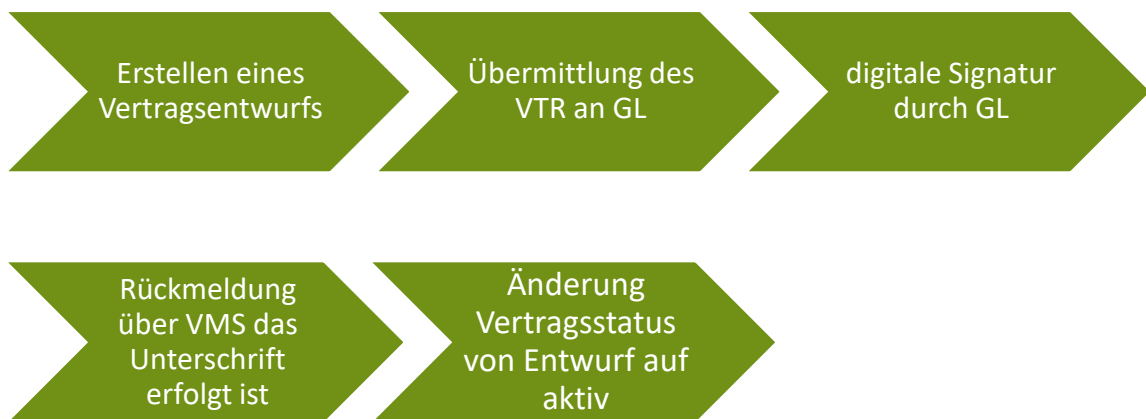 Erstellen eines
Vertragsentwurfs
Übermittlung des
VTR an GL
digitale Signatur
durch GL
Rückmeldung
über VMS das
Unterschrift
erfolgt ist
Änderung
Vertragsstatus
von Entwurf auf
aktiv